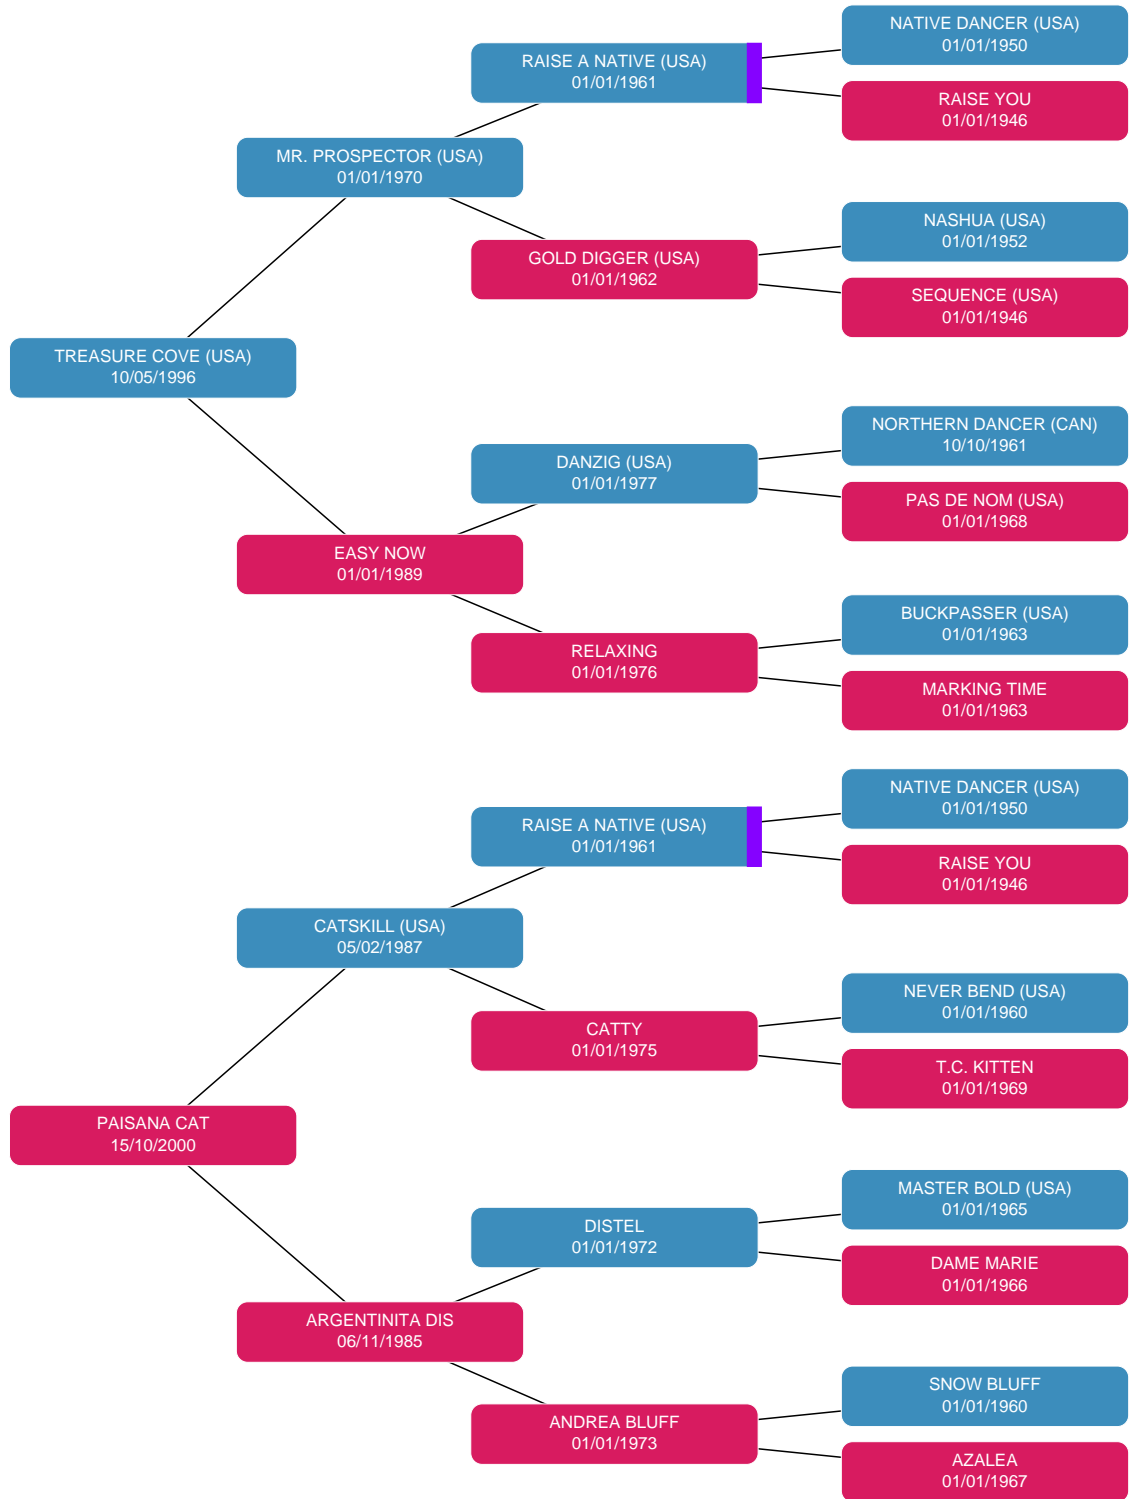 NATIVE DANCER (USA)
01/01/1950
RAISE A NATIVE (USA)
01/01/1961
RAISE YOU
01/01/1946
MR. PROSPECTOR (USA)
01/01/1970
NASHUA (USA)
01/01/1952
GOLD DIGGER (USA)
01/01/1962
SEQUENCE (USA)
01/01/1946
TREASURE COVE (USA)
10/05/1996
NORTHERN DANCER (CAN)
10/10/1961
DANZIG (USA)
01/01/1977
PAS DE NOM (USA)
01/01/1968
EASY NOW
01/01/1989
BUCKPASSER (USA)
01/01/1963
RELAXING
01/01/1976
MARKING TIME
01/01/1963
NATIVE DANCER (USA)
01/01/1950
RAISE A NATIVE (USA)
01/01/1961
RAISE YOU
01/01/1946
CATSKILL (USA)
05/02/1987
NEVER BEND (USA)
01/01/1960
CATTY
01/01/1975
T.C. KITTEN
01/01/1969
PAISANA CAT
15/10/2000
MASTER BOLD (USA)
01/01/1965
DISTEL
01/01/1972
DAME MARIE
01/01/1966
ARGENTINITA DIS
06/11/1985
SNOW BLUFF
01/01/1960
ANDREA BLUFF
01/01/1973
AZALEA
01/01/1967